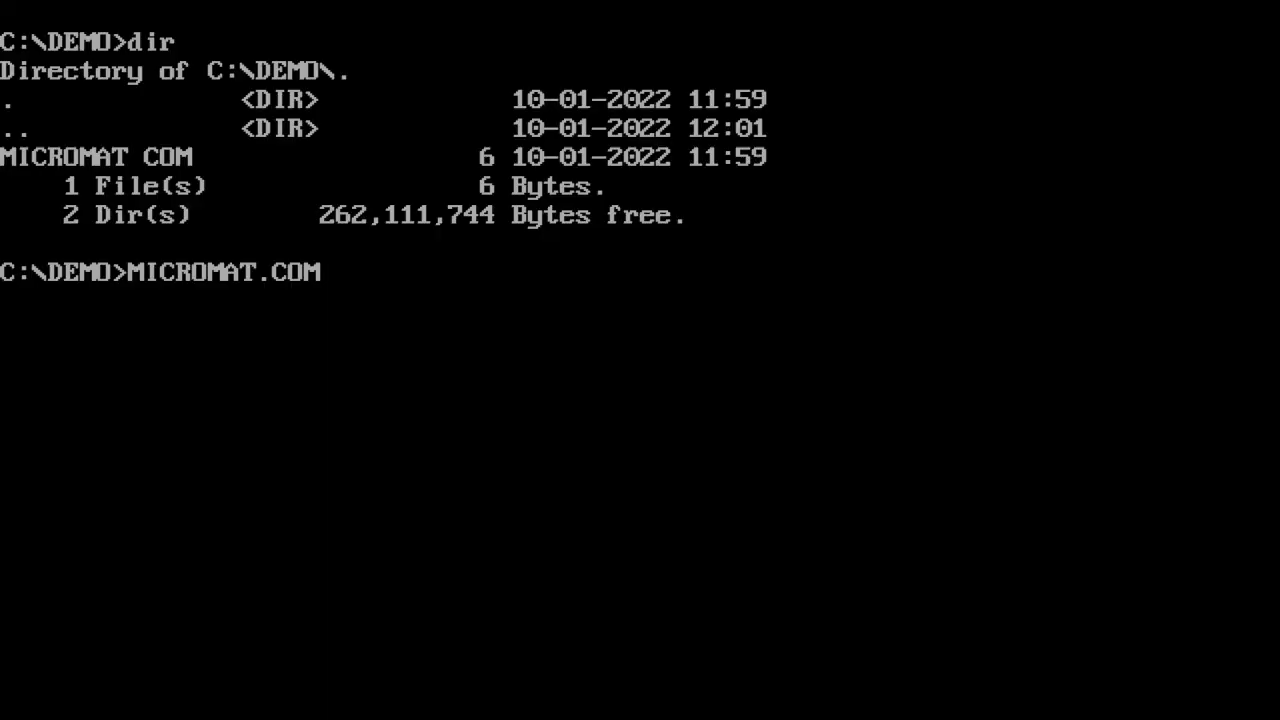 C:\DEMO>dir
Directory of C:\DEMO\.
. <DIR> 10-01-2022 11:59
.. <DIR> 10-01-2022 12:01
MICROMAT COM 6 10-01-2022 11:59
1 File(s) 6 Bytes.
2 Dir(s) 262,111,744 Bytes free.
C:\DEMO>MICROMAT.COM